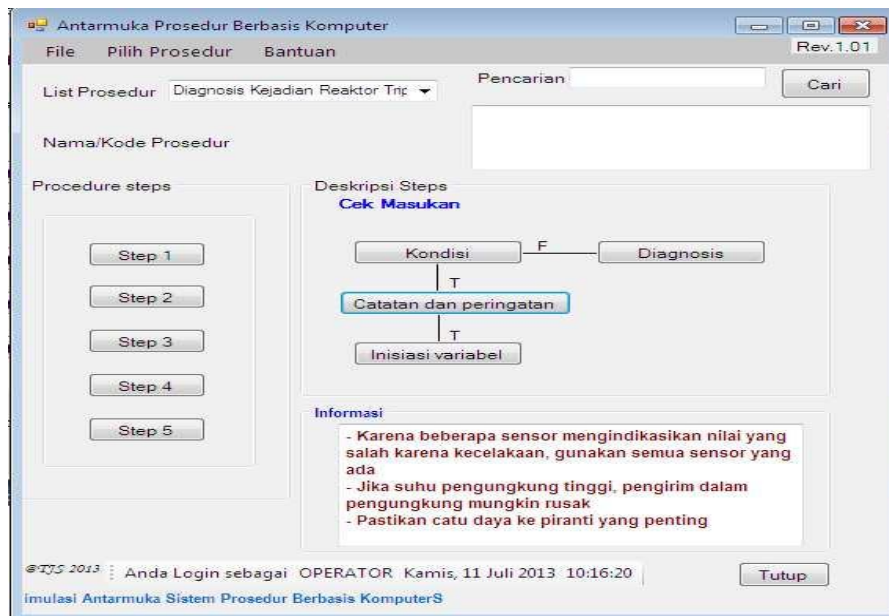 Antarmuka Prosedur Berbasis Komputer
File Pilih Prosedur Bantuan Rev.1.01
List Prosedur Diagnosis Kejadian Reaktor Trip Pencarian Cari
Nama/Kode Prosedur
Procedure steps
Step 1
Step 2
Step 3
Step 4
Step 5
Deskripsi Steps
Cek Masukan
Kondisi F Diagnosis
T
Catatan dan peringatan
T
Inisiasi variabel
Informasi
- Karena beberapa sensor mengindikasikan nilai yang
salah karena kecelakaan, gunakan semua sensor yang
ada
- Jika suhu pengungkung tinggi, pengirim dalam
pengungkung mungkin rusak
- Pastikan catu daya ke piranti yang penting
@TJS 2013 Anda Login sebagai OPERATOR Kamis, 11 Juli 2013 10:16:20 Tutup
imulasi Antarmuka Sistem Prosedur Berbasis KomputerS